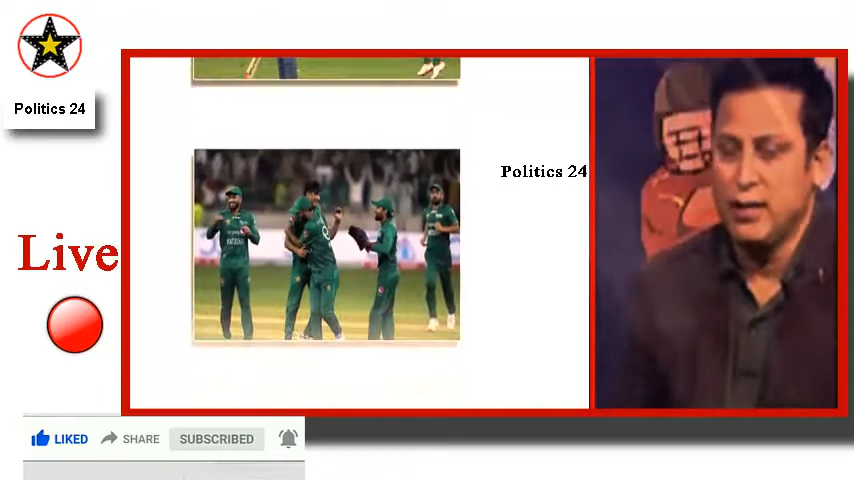 Politics 24
Politics 24
Live
LIKED
SHARE
SUBSCRIBED